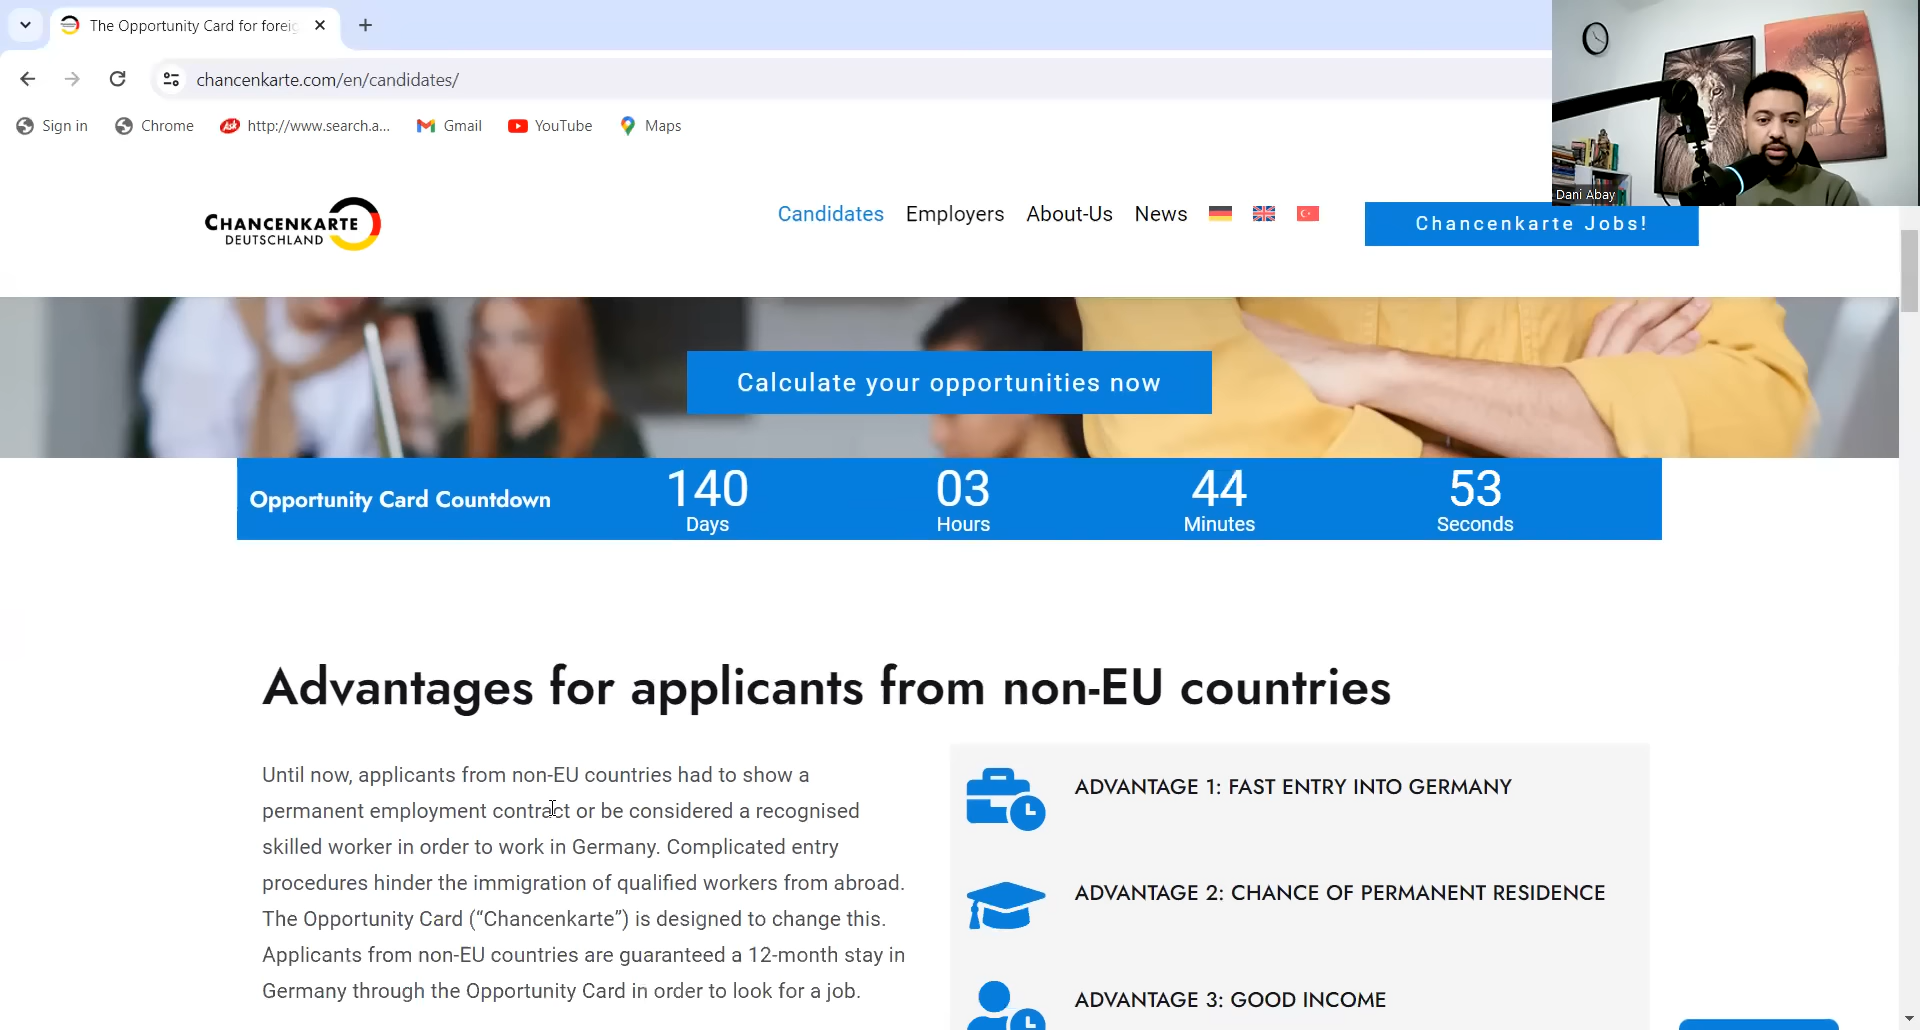 The Opportunity Card for foreig
chancenkarte.com/en/candidates/
Sign in
Chrome
Ask
http://www.search.a...
Gmail
YouTube
Maps
Dani Abay
CHANCENKARTE
DEUTSCHLAND
Candidates
Employers
About-Us
News
Chancenkarte Jobs!
Calculate your opportunities now
Opportunity Card Countdown
140 03 44 53
Days Hours Minutes Seconds
Advantages for applicants from non-EU countries
Until now, applicants from non-EU countries had to show a
permanent employment contract or be considered a recognised
skilled worker in order to work in Germany. Complicated entry
procedures hinder the immigration of qualified workers from abroad.
The Opportunity Card (“Chancenkarte”) is designed to change this.
Applicants from non-EU countries are guaranteed a 12-month stay in
Germany through the Opportunity Card in order to look for a job.
ADVANTAGE 1: FAST ENTRY INTO GERMANY
ADVANTAGE 2: CHANCE OF PERMANENT RESIDENCE
ADVANTAGE 3: GOOD INCOME